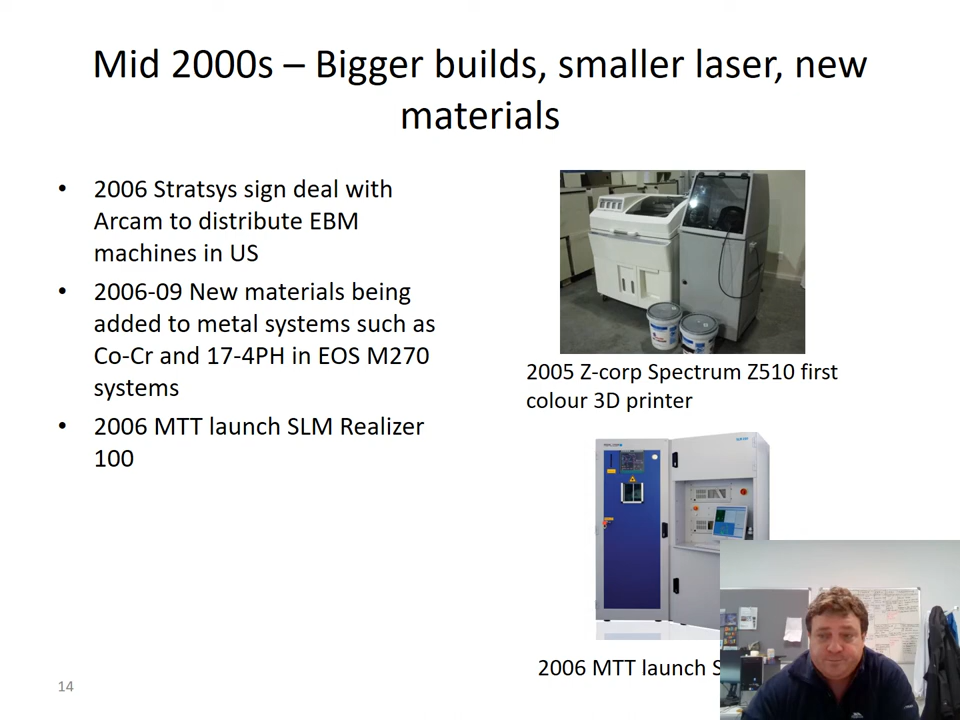 Mid 2000s – Bigger builds, smaller laser, new
materials
• 2006 Stratsys sign deal with
Arcam to distribute EBM
machines in US
• 2006-09 New materials being
added to metal systems such as
Co-Cr and 17-4PH in EOS M270
systems
• 2006 MTT launch SLM Realizer
100
2005 Z-corp Spectrum Z510 first
colour 3D printer
2006 MTT launch S
14